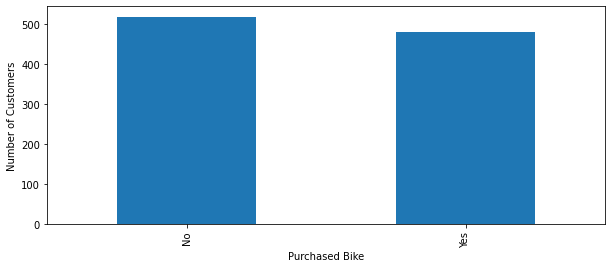 Number of Customers
500
400
300
200
100
0
No
Yes
Purchased Bike